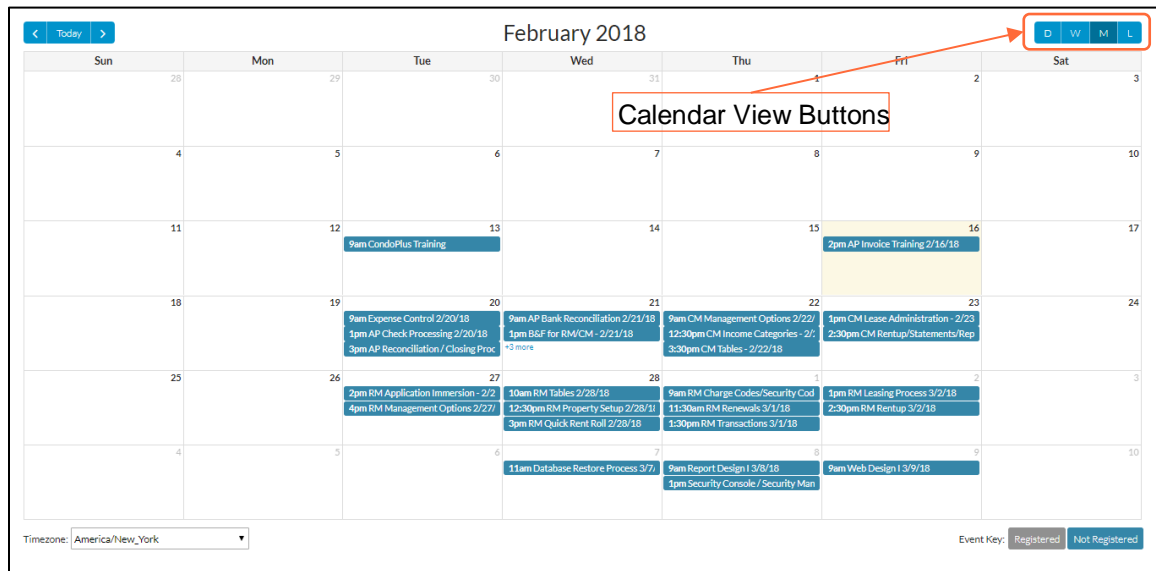 Today February 2018 D W M L
Sun Mon Tue Wed Thu Fri Sat
28 29 30 31 1 2 3
Calendar View Buttons
4 5 6 7 8 9 10
11 12 13 14 15 16 17
9am CondoPlus Training 2pm AP Invoice Training 2/16/18
18 19 20 21 22 23 24
9am Expense Control 2/20/18 9am AP Bank Reconciliation 2/21/18 9am CM Management Options 2/22/ 1pm CM Lease Administration - 2/23
1pm AP Check Processing 2/20/18 1pm B&F for RM/CM - 2/21/18 12:30pm CM Income Categories - 2/ 2:30pm CM Rentup/Statements/Rep
3pm AP Reconciliation / Closing Proc +3 more 3:30pm CM Tables - 2/22/18
25 26 27 28 1 2 3
2pm RM Application Immersion - 2/2 10am RM Tables 2/28/18 9am RM Charge Codes/Security Cod 1pm RM Leasing Process 3/2/18
4pm RM Management Options 2/27/ 12:30pm RM Property Setup 2/28/18 11:30am RM Renewals 3/1/18 2:30pm RM Rentup 3/2/18
3pm RM Quick Rent Roll 2/28/18 1:30pm RM Transactions 3/1/18
4 5 6 7 8 9 10
11am Database Restore Process 3/7/ 9am Report Design I 3/8/18 9am Web Design I 3/9/18
1pm Security Console / Security Man
Timezone: America/New_York Event Key: Registered Not Registered